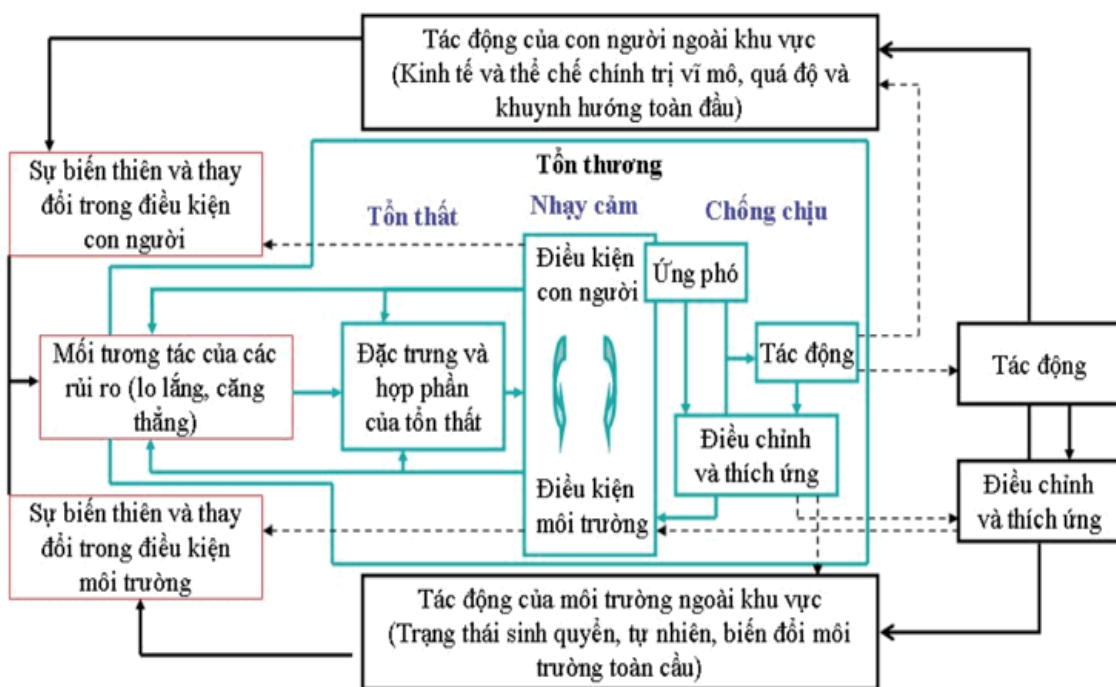 Tác động của con người ngoài khu vực
(Kinh tế và thể chế chính trị vĩ mô, quá độ và
khuynh hướng toàn đầu)
Sự biến thiên và thay
đổi trong điều kiện
con người
Tổn thương
Tổn thất
Nhạy cảm
Chống chịu
Điều kiện
con người
Ứng phó
Mối tương tác của các
rủi ro (lo lắng, căng
thẳng)
Đặc trưng và
hợp phần
của tổn thất
Tác động
Tác động
Điều chỉnh
và thích ứng
Điều kiện
môi trường
Điều chỉnh
và thích ứng
Sự biến thiên và thay
đổi trong điều kiện
môi trường
Tác động của môi trường ngoài khu vực
(Trạng thái sinh quyển, tự nhiên, biến đổi môi
trường toàn cầu)